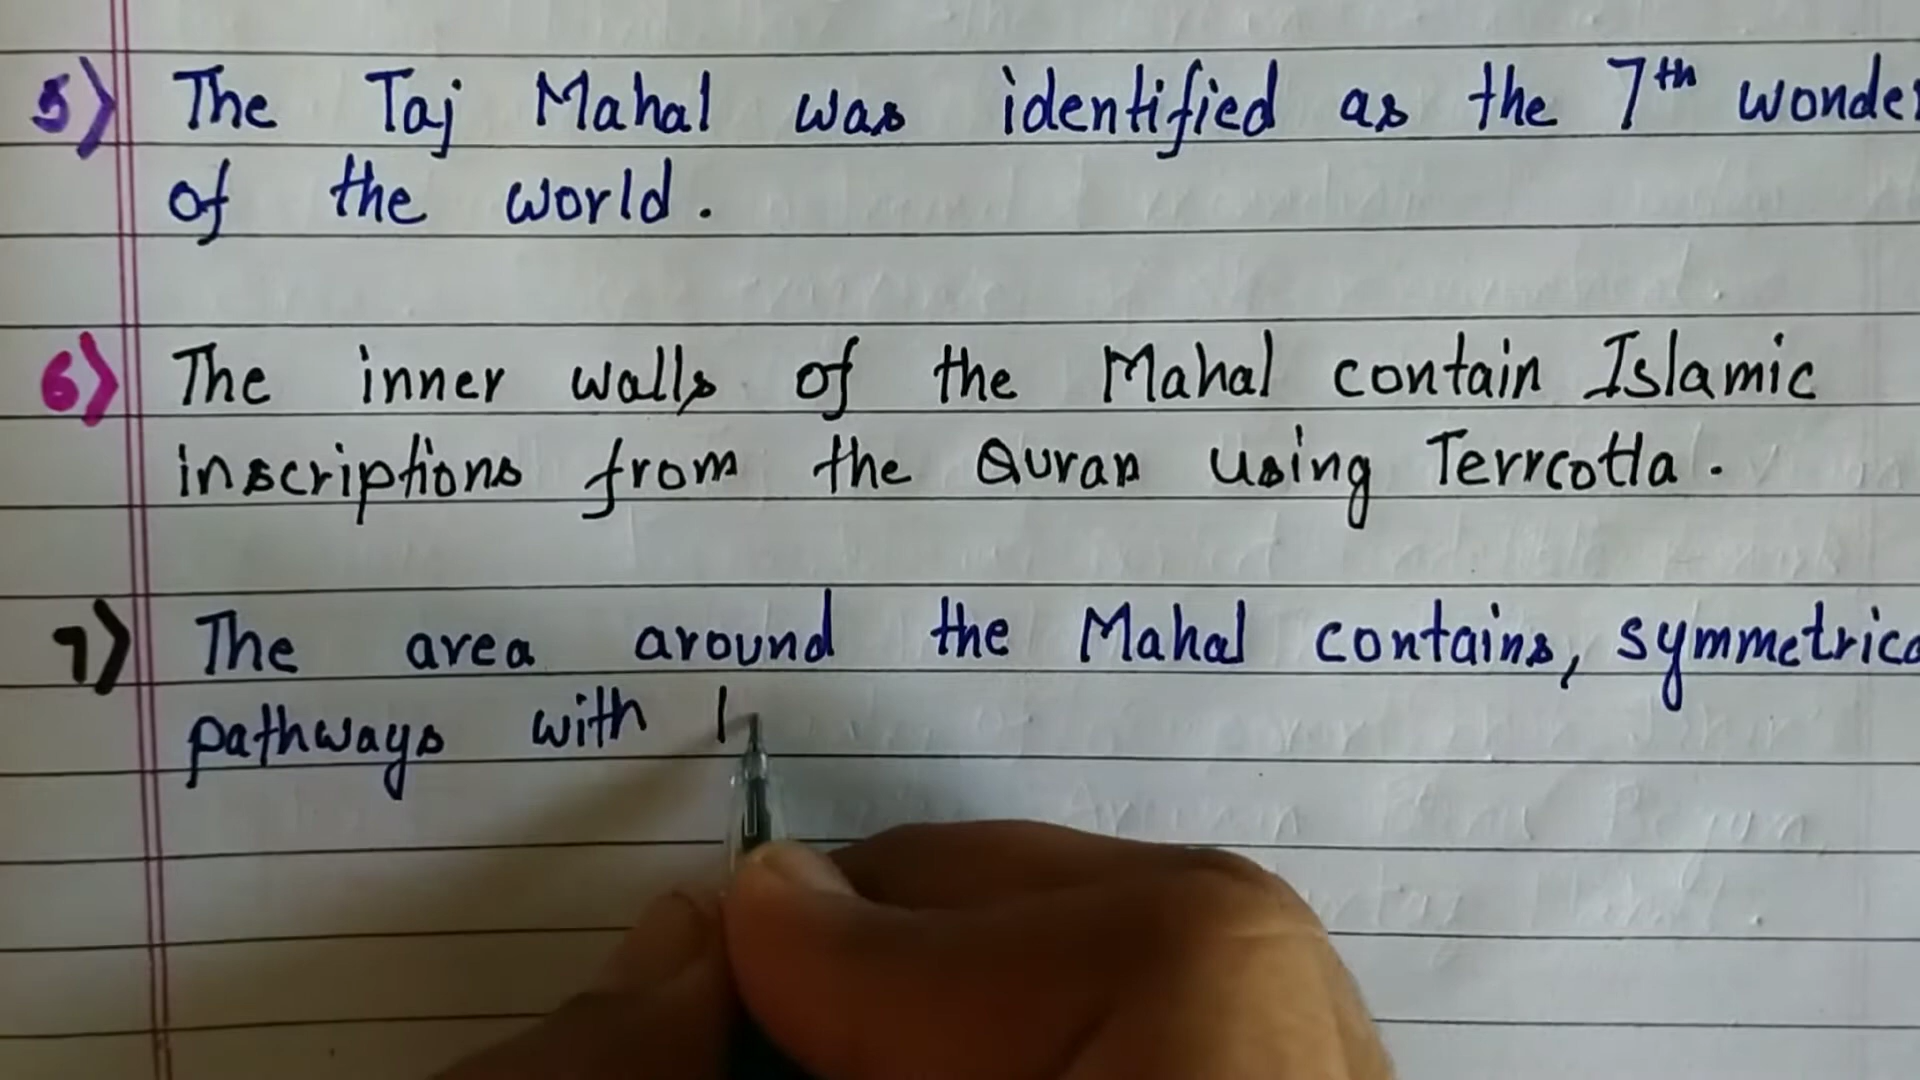 5) The Taj Mahal was identified as the 7th wonder
of the world.
6) The inner walls of the Mahal contain Islamic
inscriptions from the Quran using Terrcotta.
7) The area around the Mahal contains, symmetrica
pathways with